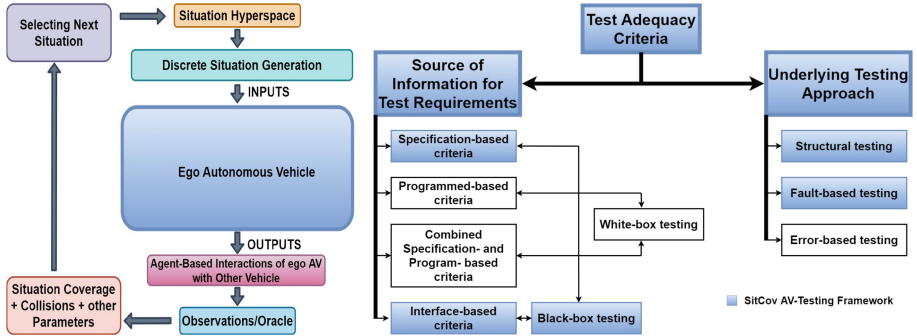 Selecting Next
Situation
Situation Hyperspace
Discrete Situation Generation
INPUTS
Ego Autonomous Vehicle
OUTPUTS
Agent-Based Interactions of ego AV
with Other Vehicle
Observations/Oracle
Situation Coverage
+ Collisions + other
Parameters
Test Adequacy
Criteria
Source of
Information for
Test Requirements
Specification-based
criteria
Programmed-based
criteria
Combined
Specification- and
Program- based
criteria
Interface-based
criteria
White-box testing
Black-box testing
Underlying Testing
Approach
Structural testing
Fault-based testing
Error-based testing
SitCov AV-Testing Framework